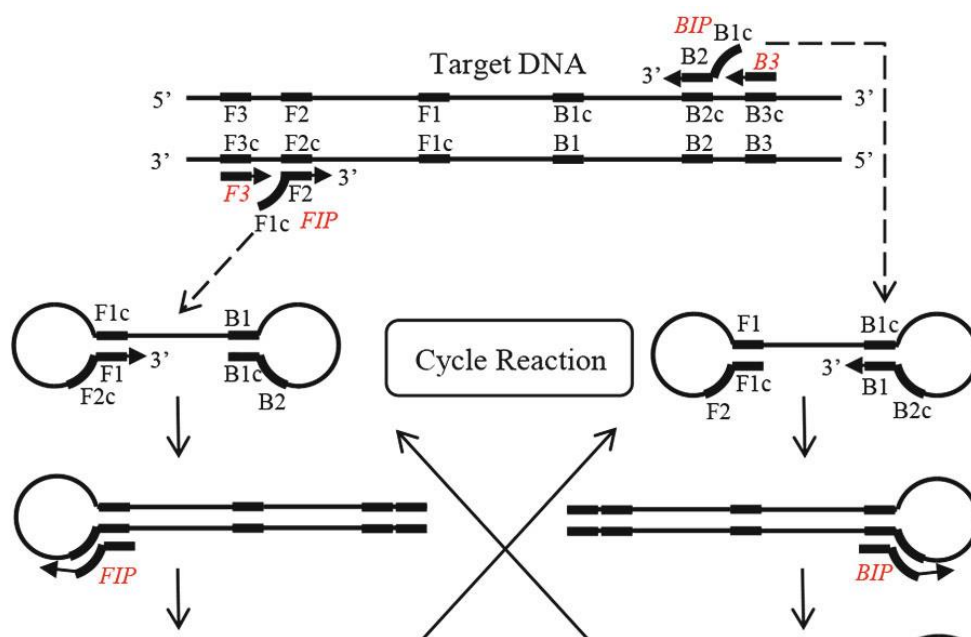 BIP B1c
B2 B3
Target DNA 3’
5’ 3’
F3 F2 F1 B1c B2c B3c
F3c F2c F1c B1 B2 B3
3’ 5’
F3 F2 3’
F1c FIP
F1c B1 F1 B1c
Cycle Reaction
F1 3’ B1c F1c 3’ B1
F2c B2 F2 B2c
FIP BIP